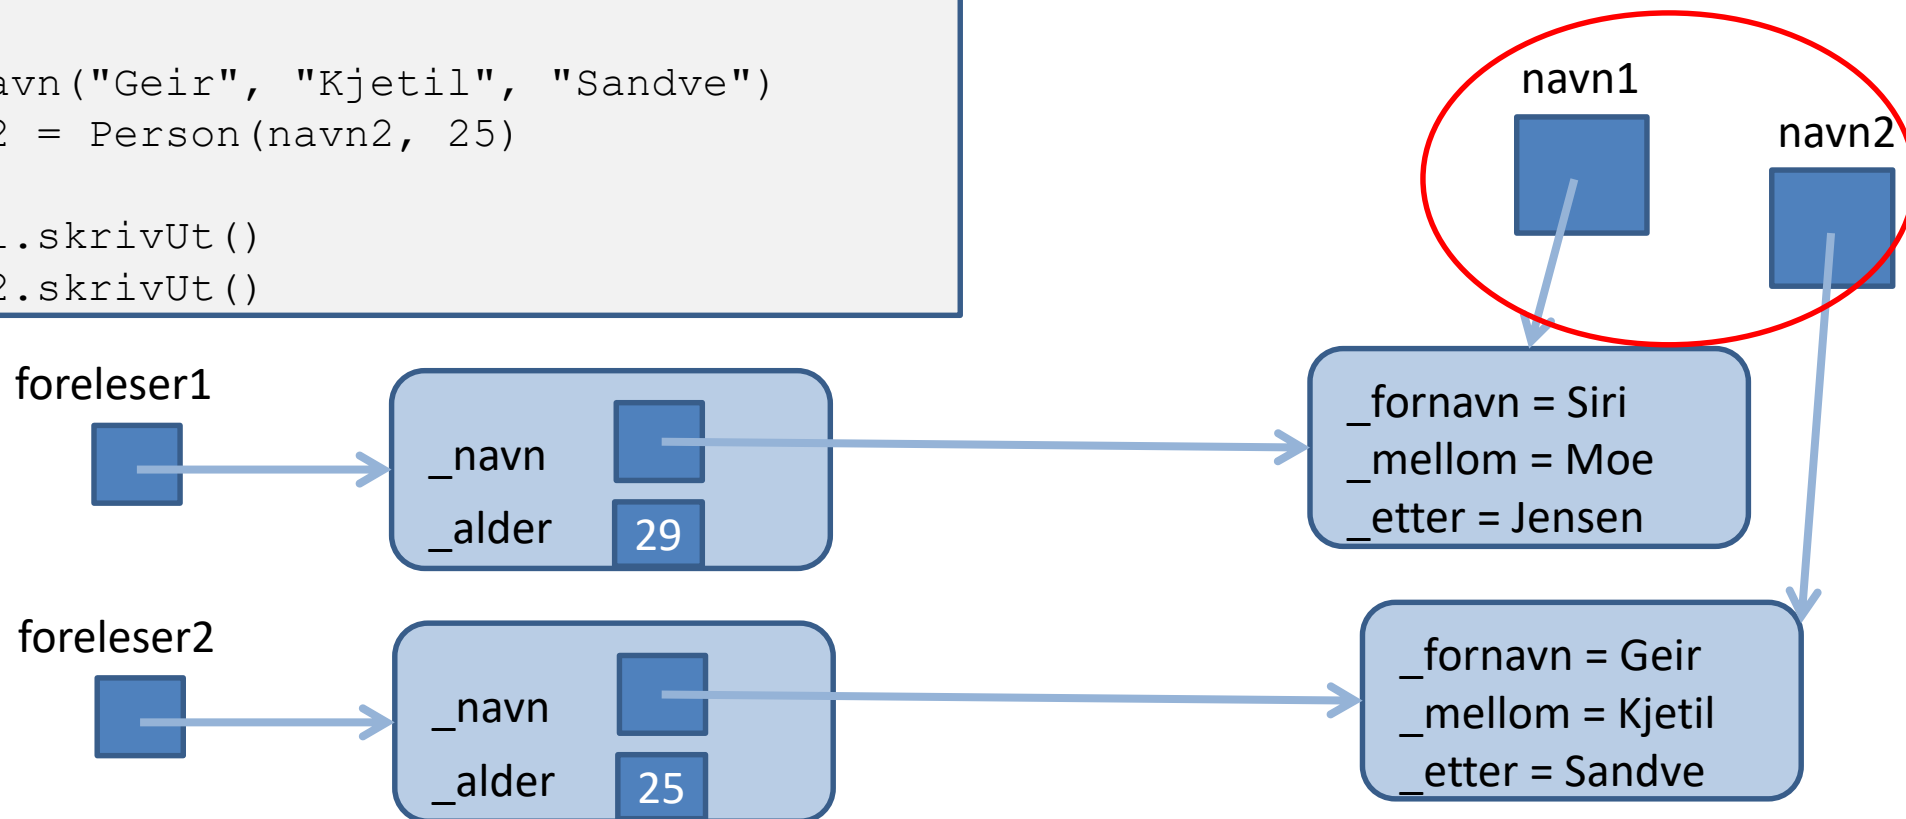 avn("Geir", "Kjetil", "Sandve")
2 = Person(navn2, 25)
1.skrivUt()
2.skrivUt()
navn1
navn2
foreleser1
_navn
_alder 29
_fornavn = Siri
_mellom = Moe
_etter = Jensen
foreleser2
_navn
_alder 25
_fornavn = Geir
_mellom = Kjetil
_etter = Sandve